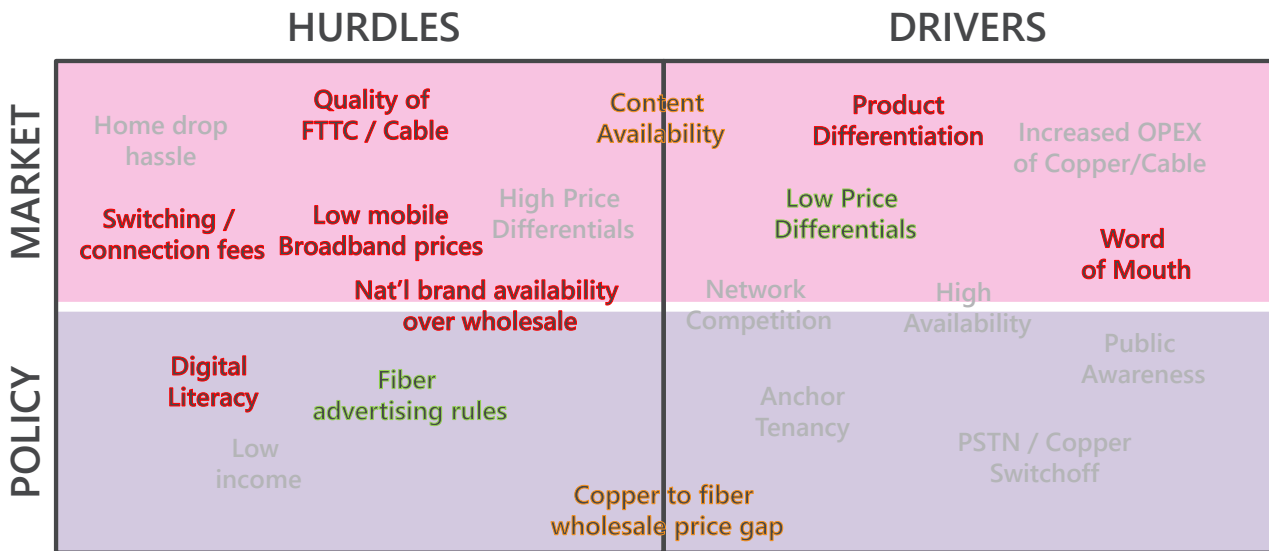 HURDLES
DRIVERS
MARKET
Home drop
hassle
Quality of
FTTC / Cable
Content
Availability
Product
Differentiation
Increased OPEX
of Copper/Cable
Switching /
connection fees
Low mobile
Broadband prices
High Price
Differentials
Low Price
Differentials
Word
of Mouth
Nat'l brand availability
over wholesale
Network
Competition
High
Availability
POLICY
Digital
Literacy
Fiber
advertising rules
Public
Awareness
Anchor
Tenancy
Low
income
PSTN / Copper
Switchoff
Copper to fiber
wholesale price gap